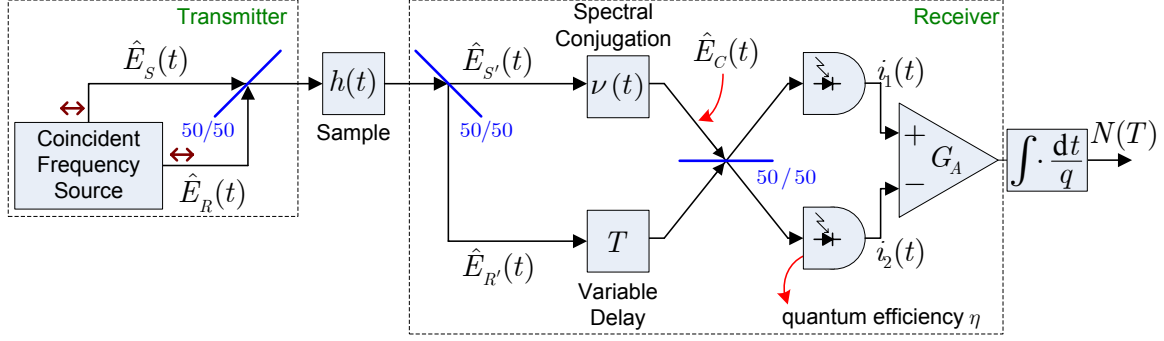 Transmitter
Ê_S(t)
50/50
Coincident
Frequency
Source
Ê_R(t)
h(t)
Sample
Receiver
Spectral
Conjugation
Ê_S'(t)
ν(t)
Ê_C(t)
50/50
50/50
Ê_R'(t)
T
Variable
Delay
i_1(t)
+
G_A
−
i_2(t)
quantum efficiency η
∫· dt/q
N(T)